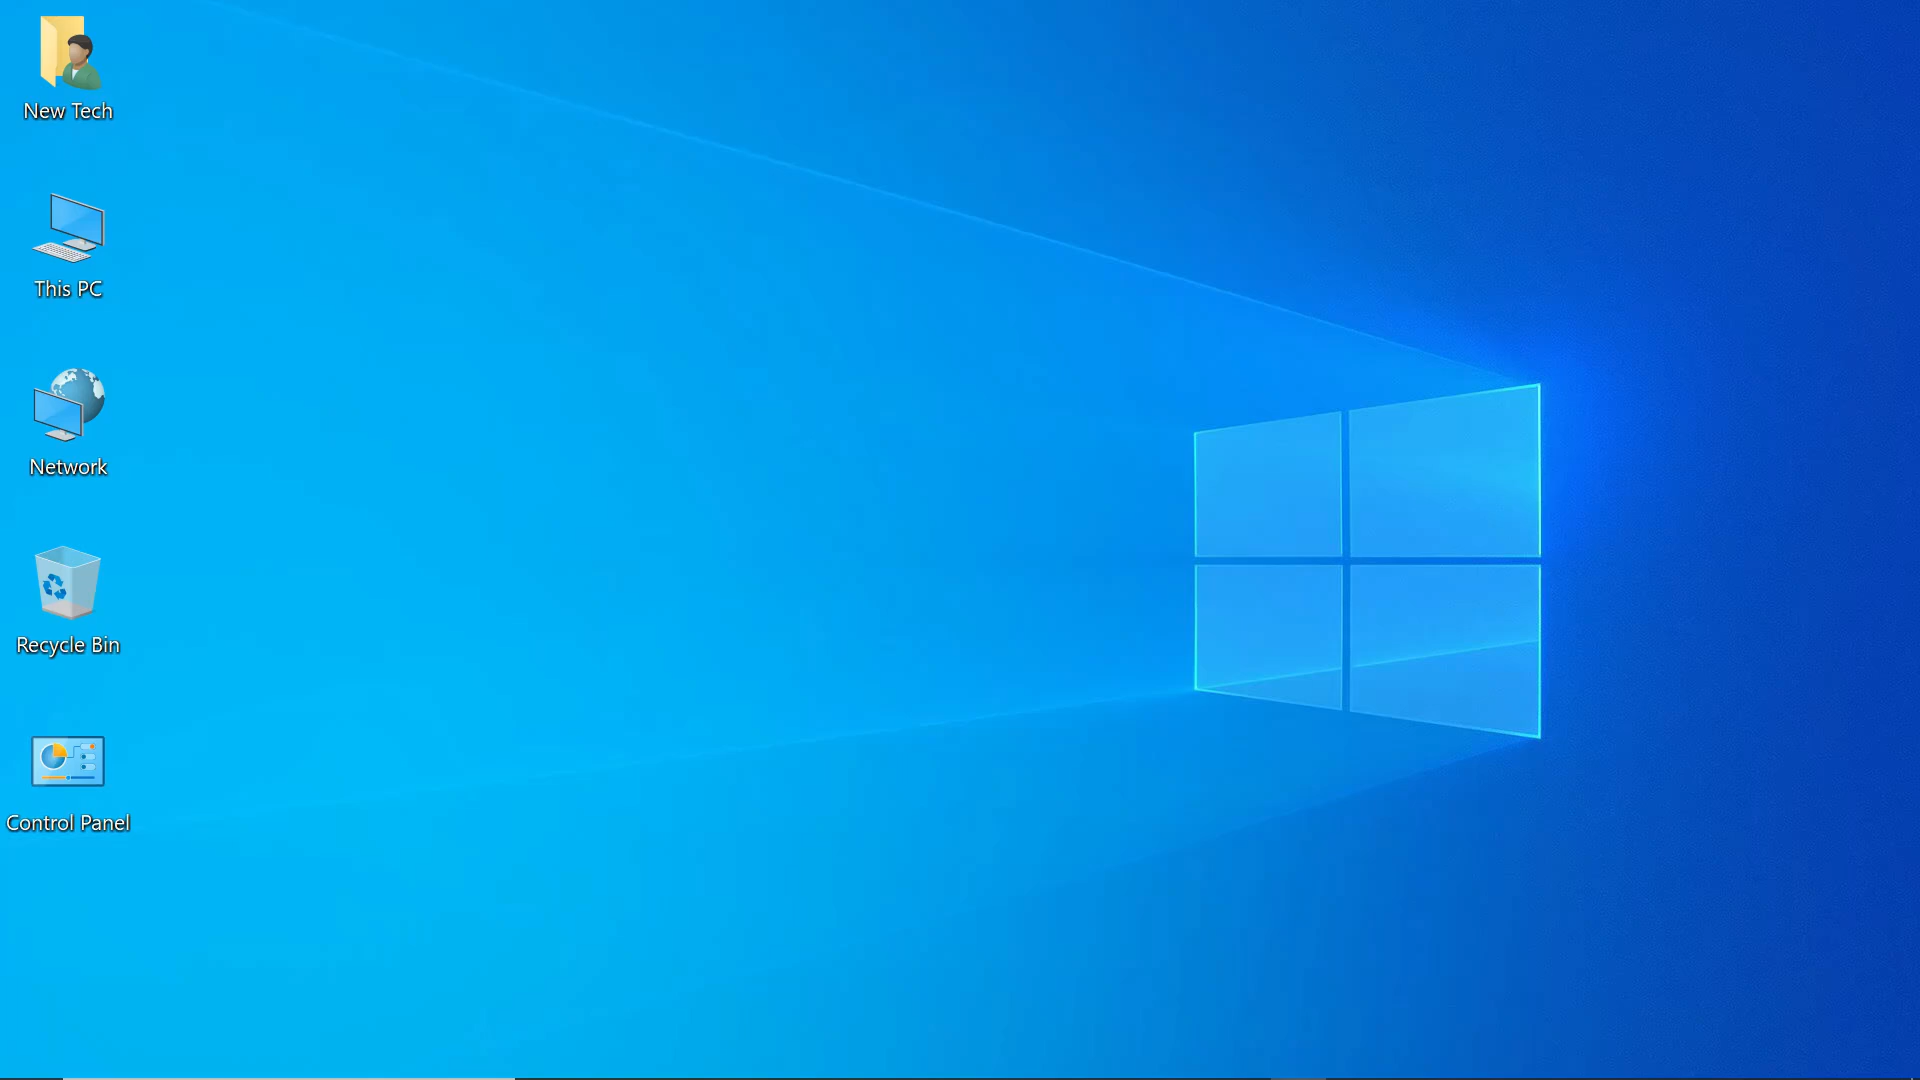 New Tech
This PC
Network
Recycle Bin
Control Panel